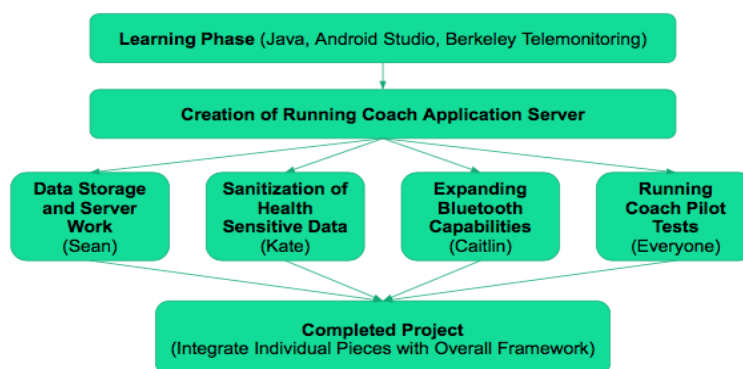 Learning Phase (Java, Android Studio, Berkeley Telemonitoring)
Creation of Running Coach Application Server
Data Storage
and Server
Work
(Sean)
Sanitization of
Health
Sensitive Data
(Kate)
Expanding
Bluetooth
Capabilities
(Caitlin)
Running
Coach Pilot
Tests
(Everyone)
Completed Project
(Integrate Individual Pieces with Overall Framework)